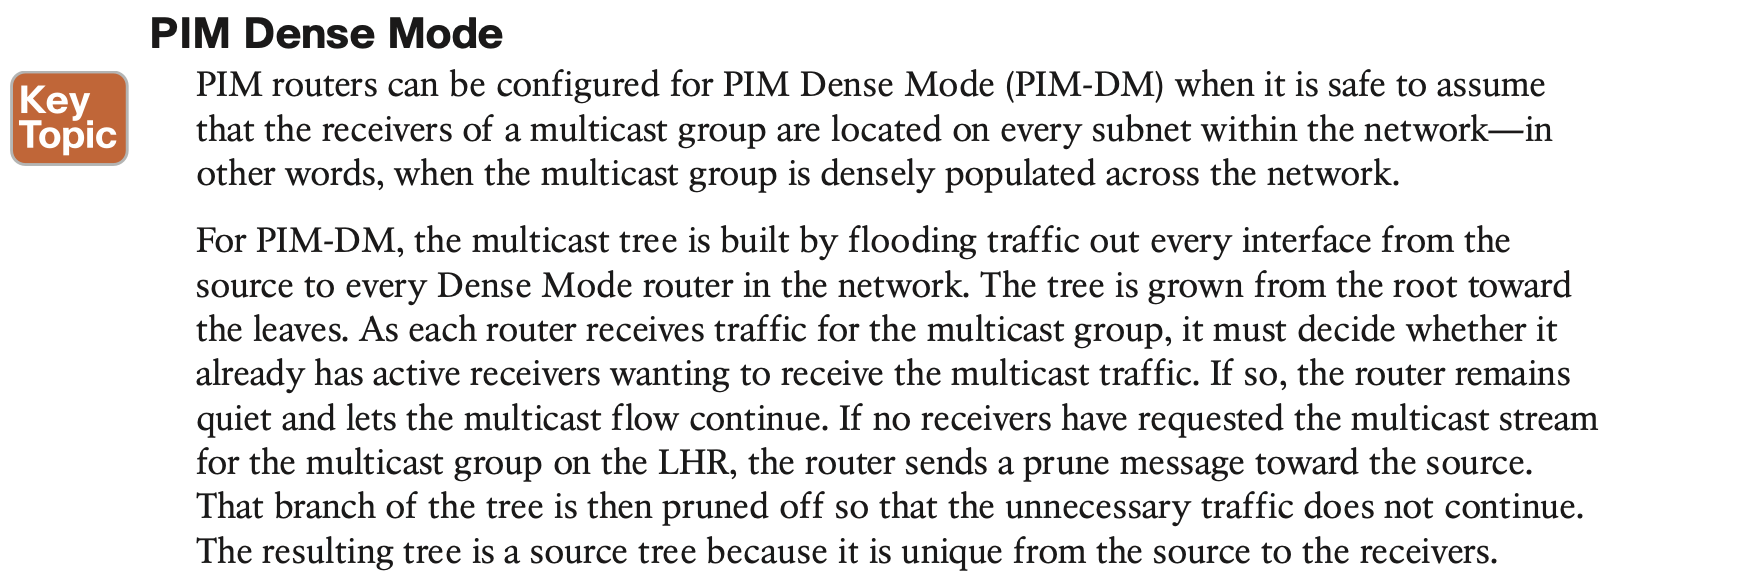 PIM Dense Mode
Key
Topic
PIM routers can be configured for PIM Dense Mode (PIM-DM) when it is safe to assume
that the receivers of a multicast group are located on every subnet within the network—in
other words, when the multicast group is densely populated across the network.
For PIM-DM, the multicast tree is built by flooding traffic out every interface from the
source to every Dense Mode router in the network. The tree is grown from the root toward
the leaves. As each router receives traffic for the multicast group, it must decide whether it
already has active receivers wanting to receive the multicast traffic. If so, the router remains
quiet and lets the multicast flow continue. If no receivers have requested the multicast stream
for the multicast group on the LHR, the router sends a prune message toward the source.
That branch of the tree is then pruned off so that the unnecessary traffic does not continue.
The resulting tree is a source tree because it is unique from the source to the receivers.